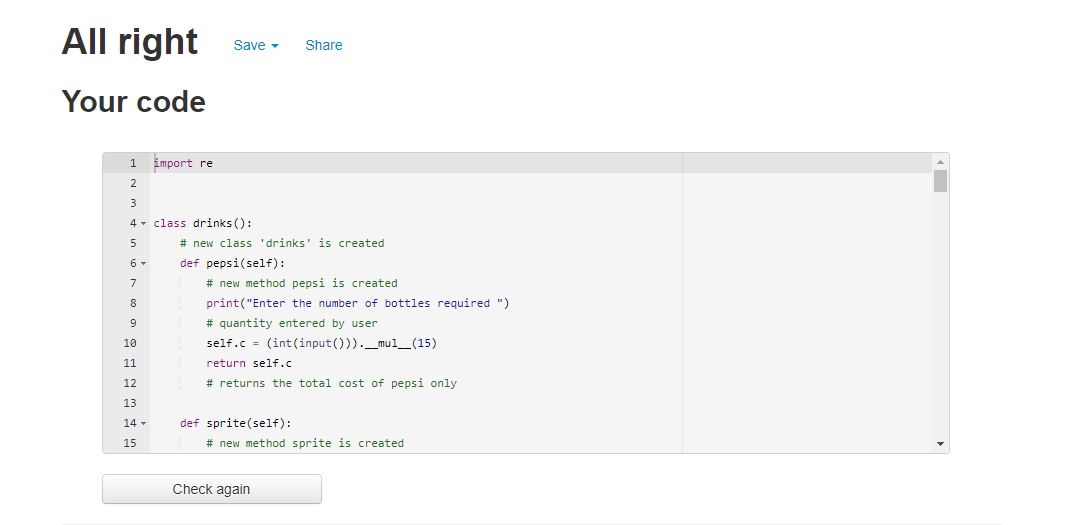 All right Save Share
Your code
1 import re
2
3
4 class drinks():
5 # new class 'drinks' is created
6 def pepsi(self):
7 # new method pepsi is created
8 print("Enter the number of bottles required ")
9 # quantity entered by user
10 self.c = (int(input())).__mul__(15)
11 return self.c
12 # returns the total cost of pepsi only
13
14 def sprite(self):
15 # new method sprite is created
Check again